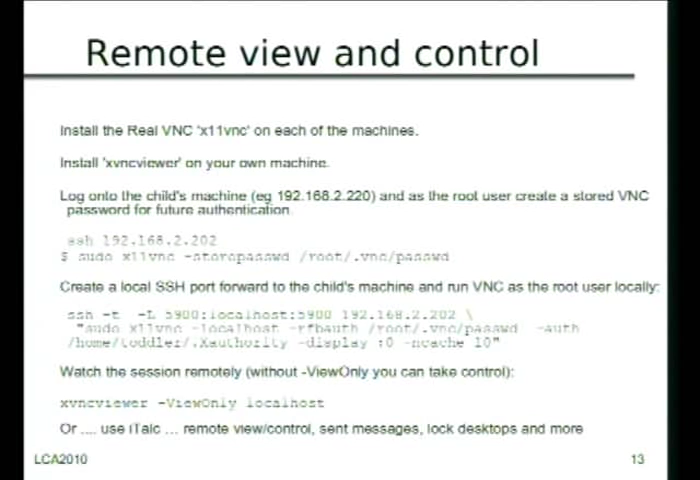 Remote view and control
Install the Real VNC 'x11vnc' on each of the machines.
Install 'xvncviewer' on your own machine.
Log onto the child's machine (eg 192.168.2.220) and as the root user create a stored VNC
password for future authentication
ssh 192.168.2.202
$ sudo x11vnc -storepasswd /root/.vnc/passwd
Create a local SSH port forward to the child's machine and run VNC as the root user locally:
ssh -t -L 5900:localhost:5900 192.168.2.202 \
"sudo x11vnc -localhost -rfbauth /root/.vnc/passwd -auth
/home/toddler/.Xauthority -display :0 -ncache 10"
Watch the session remotely (without -ViewOnly you can take control):
xvncviewer -ViewOnly localhost
Or .... use iTalc ... remote view/control, sent messages, lock desktops and more
LCA2010
13